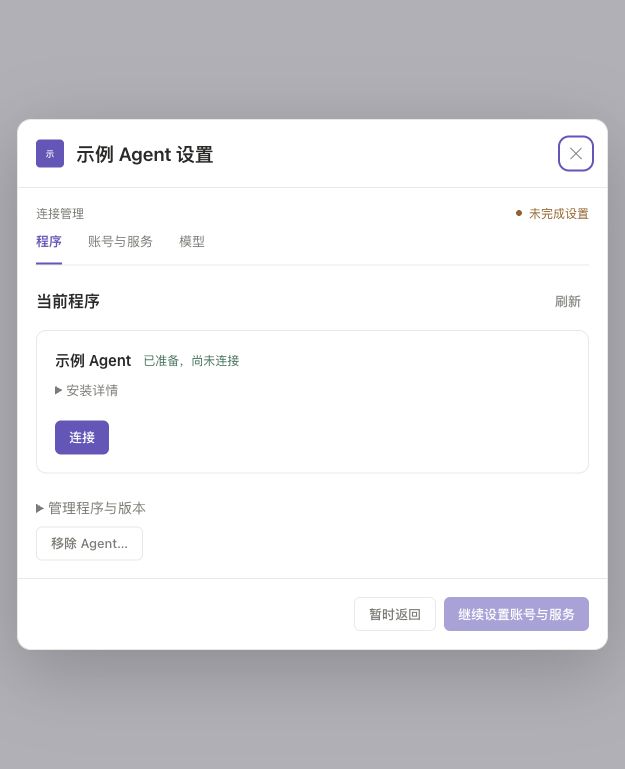 示
示例 Agent 设置
连接管理
未完成设置
程序
账号与服务
模型
当前程序
刷新
示例 Agent
已准备，尚未连接
安装详情
连接
管理程序与版本
移除 Agent...
暂时返回
继续设置账号与服务